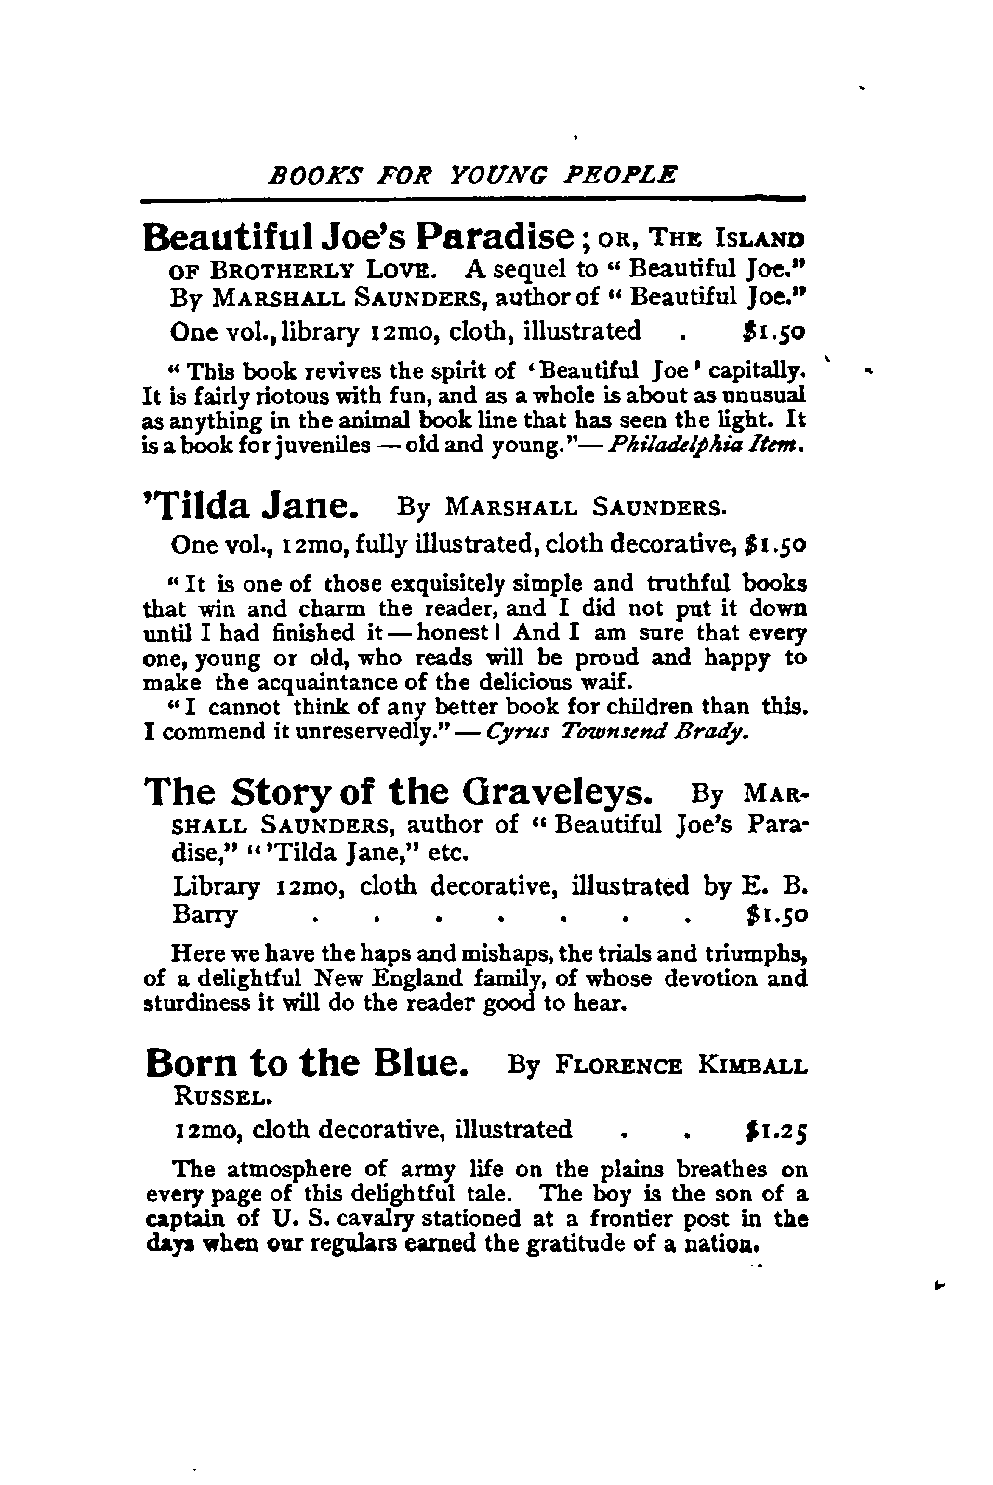 BOOKS FOR YOUNG PEOPLE
Beautiful Joe's Paradise; OR, THE ISLAND
OF BROTHERLY LOVE. A sequel to “Beautiful Joe.”
By MARSHALL SAUNDERS, author of “Beautiful Joe.”
One vol., library 12mo, cloth, illustrated . $1.50
“This book revives the spirit of ‘Beautiful Joe’ capitally.
It is fairly riotous with fun, and as a whole is about as unusual
as anything in the animal book line that has seen the light. It
is a book for juveniles — old and young.” — Philadelphia Item.
'Tilda Jane. By MARSHALL SAUNDERS.
One vol., 12mo, fully illustrated, cloth decorative, $1.50
“It is one of those exquisitely simple and truthful books
that win and charm the reader, and I did not put it down
until I had finished it — honest! And I am sure that every
one, young or old, who reads will be proud and happy to
make the acquaintance of the delicious waif.
“I cannot think of any better book for children than this.
I commend it unreservedly.” — Cyrus Townsend Brady.
The Story of the Graveleys. By MAR-
SHALL SAUNDERS, author of “Beautiful Joe's Para-
dise,” “'Tilda Jane,” etc.
Library 12mo, cloth decorative, illustrated by E. B.
Barry . . . . . . . $1.50
Here we have the haps and mishaps, the trials and triumphs,
of a delightful New England family, of whose devotion and
sturdiness it will do the reader good to hear.
Born to the Blue. By FLORENCE KIMBALL
RUSSEL.
12mo, cloth decorative, illustrated . . $1.25
The atmosphere of army life on the plains breathes on
every page of this delightful tale. The boy is the son of a
captain of U. S. cavalry stationed at a frontier post in the
days when our regulars earned the gratitude of a nation.